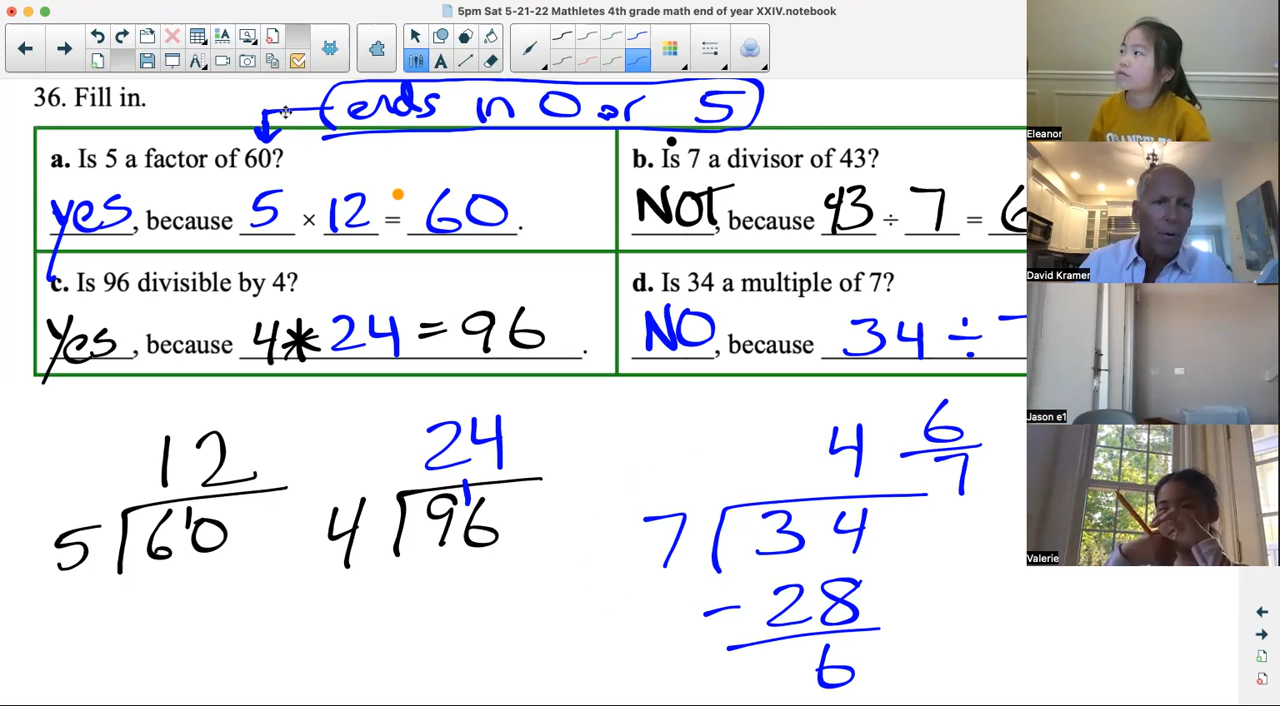 5pm Sat 5-21-22 Mathletes 4th grade math end of year XXIV.notebook
36. Fill in.
ends in 0 or 5
a. Is 5 a factor of 60?
yes, because 5 × 12 = 60.
b. Is 7 a divisor of 43?
NOT, because 43 ÷ 7 = 6
c. Is 96 divisible by 4?
yes, because 4 * 24 = 96.
d. Is 34 a multiple of 7?
NO, because 34 ÷
12
5 60
1
24
4 96
1
4 6/7
7 34
- 28
6
Eleanor
David Kramer
Jason e1
Valerie